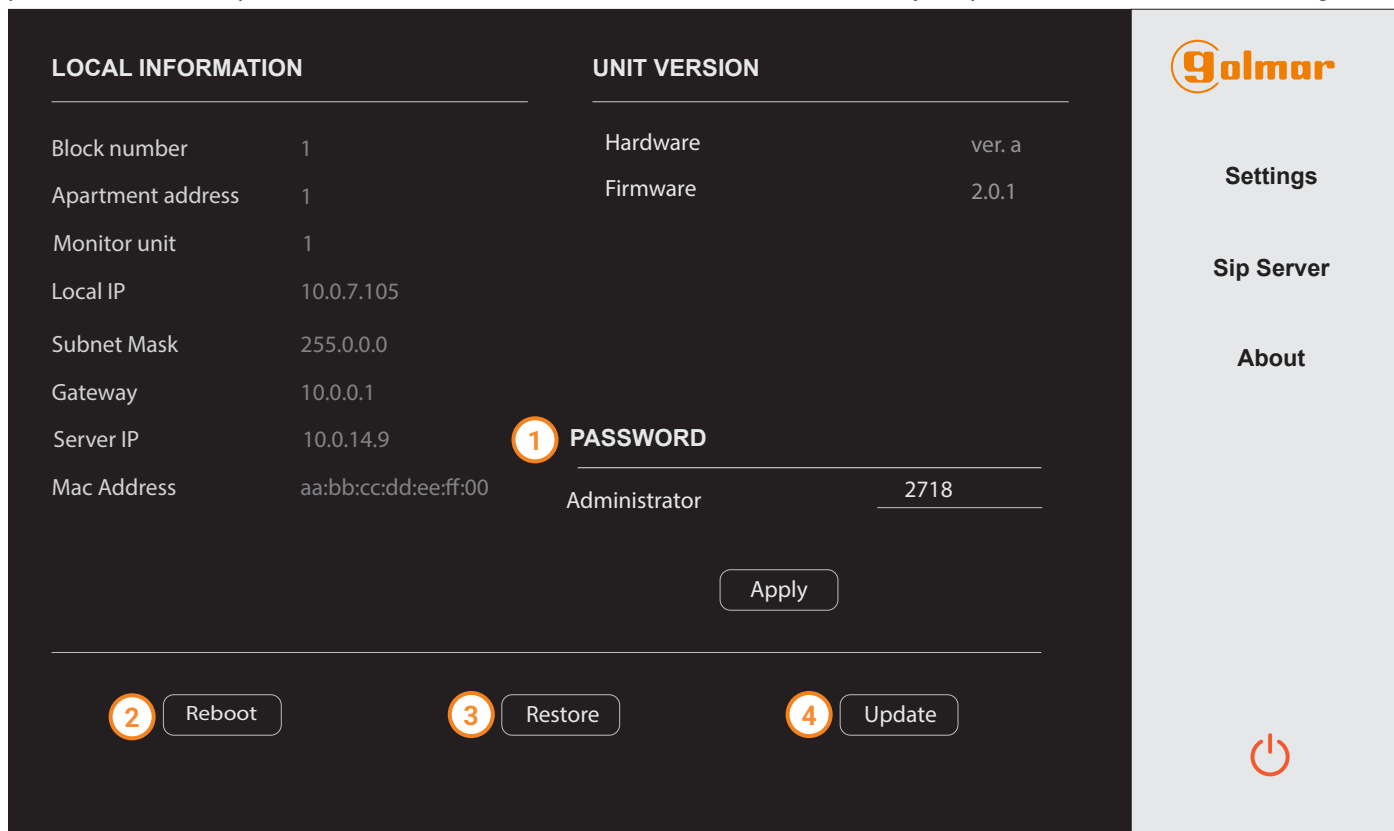 LOCAL INFORMATION
Block number 1
Apartment address 1
Monitor unit 1
Local IP 10.0.7.105
Subnet Mask 255.0.0.0
Gateway 10.0.0.1
Server IP 10.0.14.9
Mac Address aa:bb:cc:dd:ee:ff:00
UNIT VERSION
Hardware ver. a
Firmware 2.0.1
1 PASSWORD
Administrator 2718
Apply
2 Reboot
3 Restore
4 Update
golmar
Settings
Sip Server
About